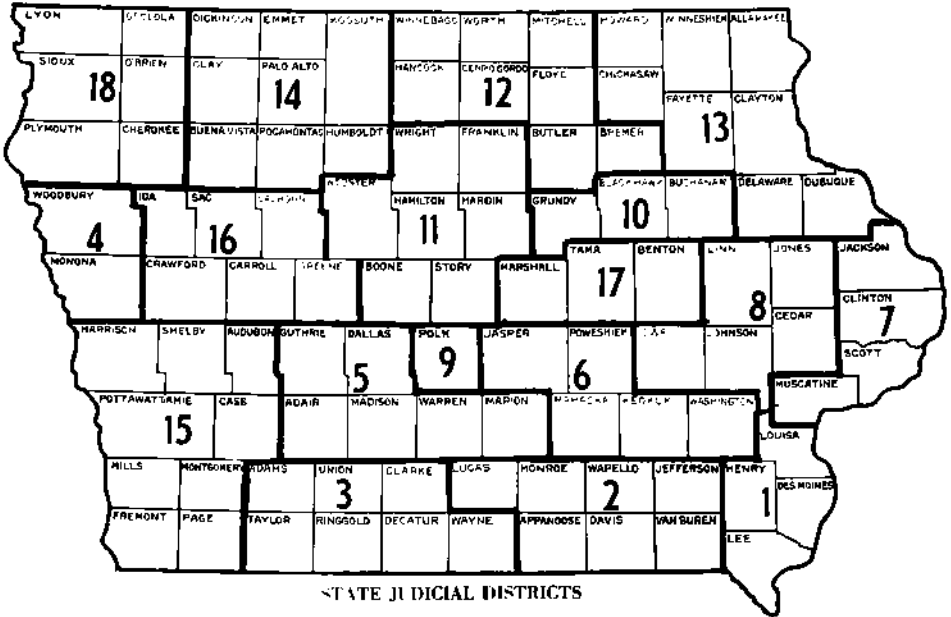 LYON OSCEOLA DICKINSON EMMET KOSSUTH WINNEBAGO WORTH MITCHELL HOWARD WINNESHIEK ALLAMAKEE
SIOUX O'BRIEN CLAY PALO ALTO HANCOCK CERRO GORDO FLOYD CHICKASAW
18 14 12
FAYETTE CLAYTON
13
PLYMOUTH CHEROKEE BUENA VISTA POCAHONTAS HUMBOLDT WRIGHT FRANKLIN BUTLER BREMER
WOODBURY IDA SAC CALHOUN WEBSTER HAMILTON HARDIN GRUNDY BLACKHAWK BUCHANAN DELAWARE DUBUQUE
4 16 11 10
MONONA CRAWFORD CARROLL GREENE BOONE STORY MARSHALL TAMA BENTON LINN JONES JACKSON
17 8
CLINTON
7
CEDAR
HARRISON SHELBY AUDUBON GUTHRIE DALLAS POLK JASPER POWESHIEK JOHNSON
SCOTT
5 9 6
MUSCATINE
POTTAWATTAMIE CASS ADAIR MADISON WARREN MARION MAHASKA KEOKUK WASHINGTON
15
LOUISA
MILLS MONTGOMERY ADAMS UNION CLARKE LUCAS MONROE WAPELLO JEFFERSON HENRY
DES MOINES
3 2 1
FREMONT PAGE TAYLOR RINGGOLD DECATUR WAYNE APPANOOSE DAVIS VAN BUREN
LEE
STATE JUDICIAL DISTRICTS